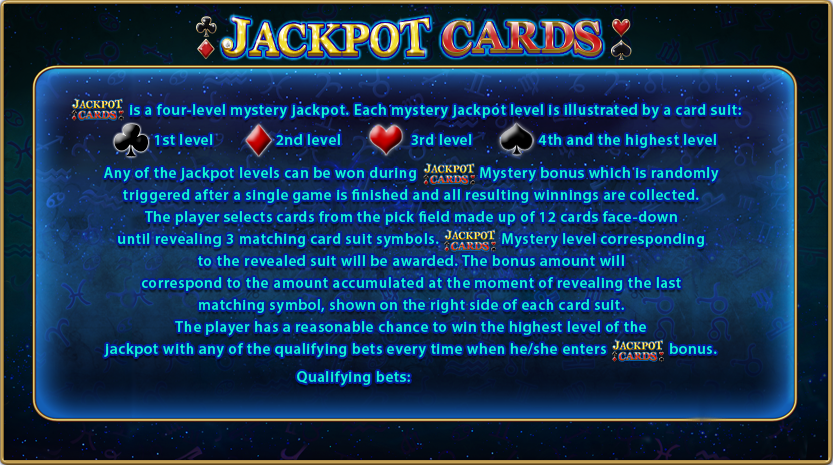 JACKPOT CARDS
JACKPOT CARDS is a four-level mystery jackpot. Each mystery jackpot level is illustrated by a card suit:
1st level 2nd level 3rd level 4th and the highest level
Any of the jackpot levels can be won during JACKPOT CARDS Mystery bonus which is randomly
triggered after a single game is finished and all resulting winnings are collected.
The player selects cards from the pick field made up of 12 cards face-down
until revealing 3 matching card suit symbols. JACKPOT CARDS Mystery level corresponding
to the revealed suit will be awarded. The bonus amount will
correspond to the amount accumulated at the moment of revealing the last
matching symbol, shown on the right side of each card suit.
The player has a reasonable chance to win the highest level of the
jackpot with any of the qualifying bets every time when he/she enters JACKPOT CARDS bonus.
Qualifying bets: